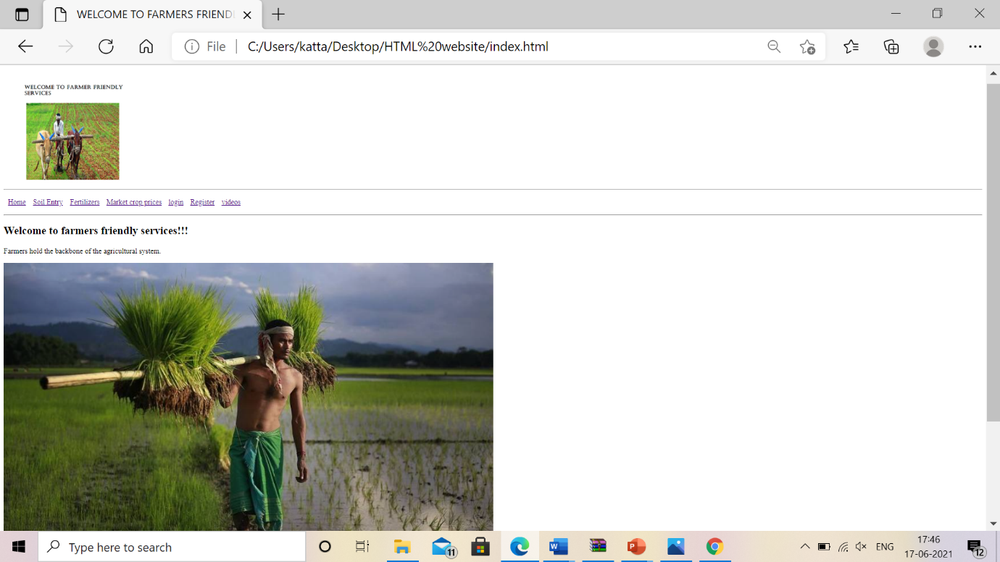 WELCOME TO FARMERS FRIENDL
File C:/Users/katta/Desktop/HTML%20website/index.html
WELCOME TO FARMER FRIENDLY
SERVICES
Home Soil Entry Fertilizers Market crop prices login Register videos
Welcome to farmers friendly services!!!
Farmers hold the backbone of the agricultural system.
Type here to search
11
W
P
ENG
17:46
17-06-2021
12